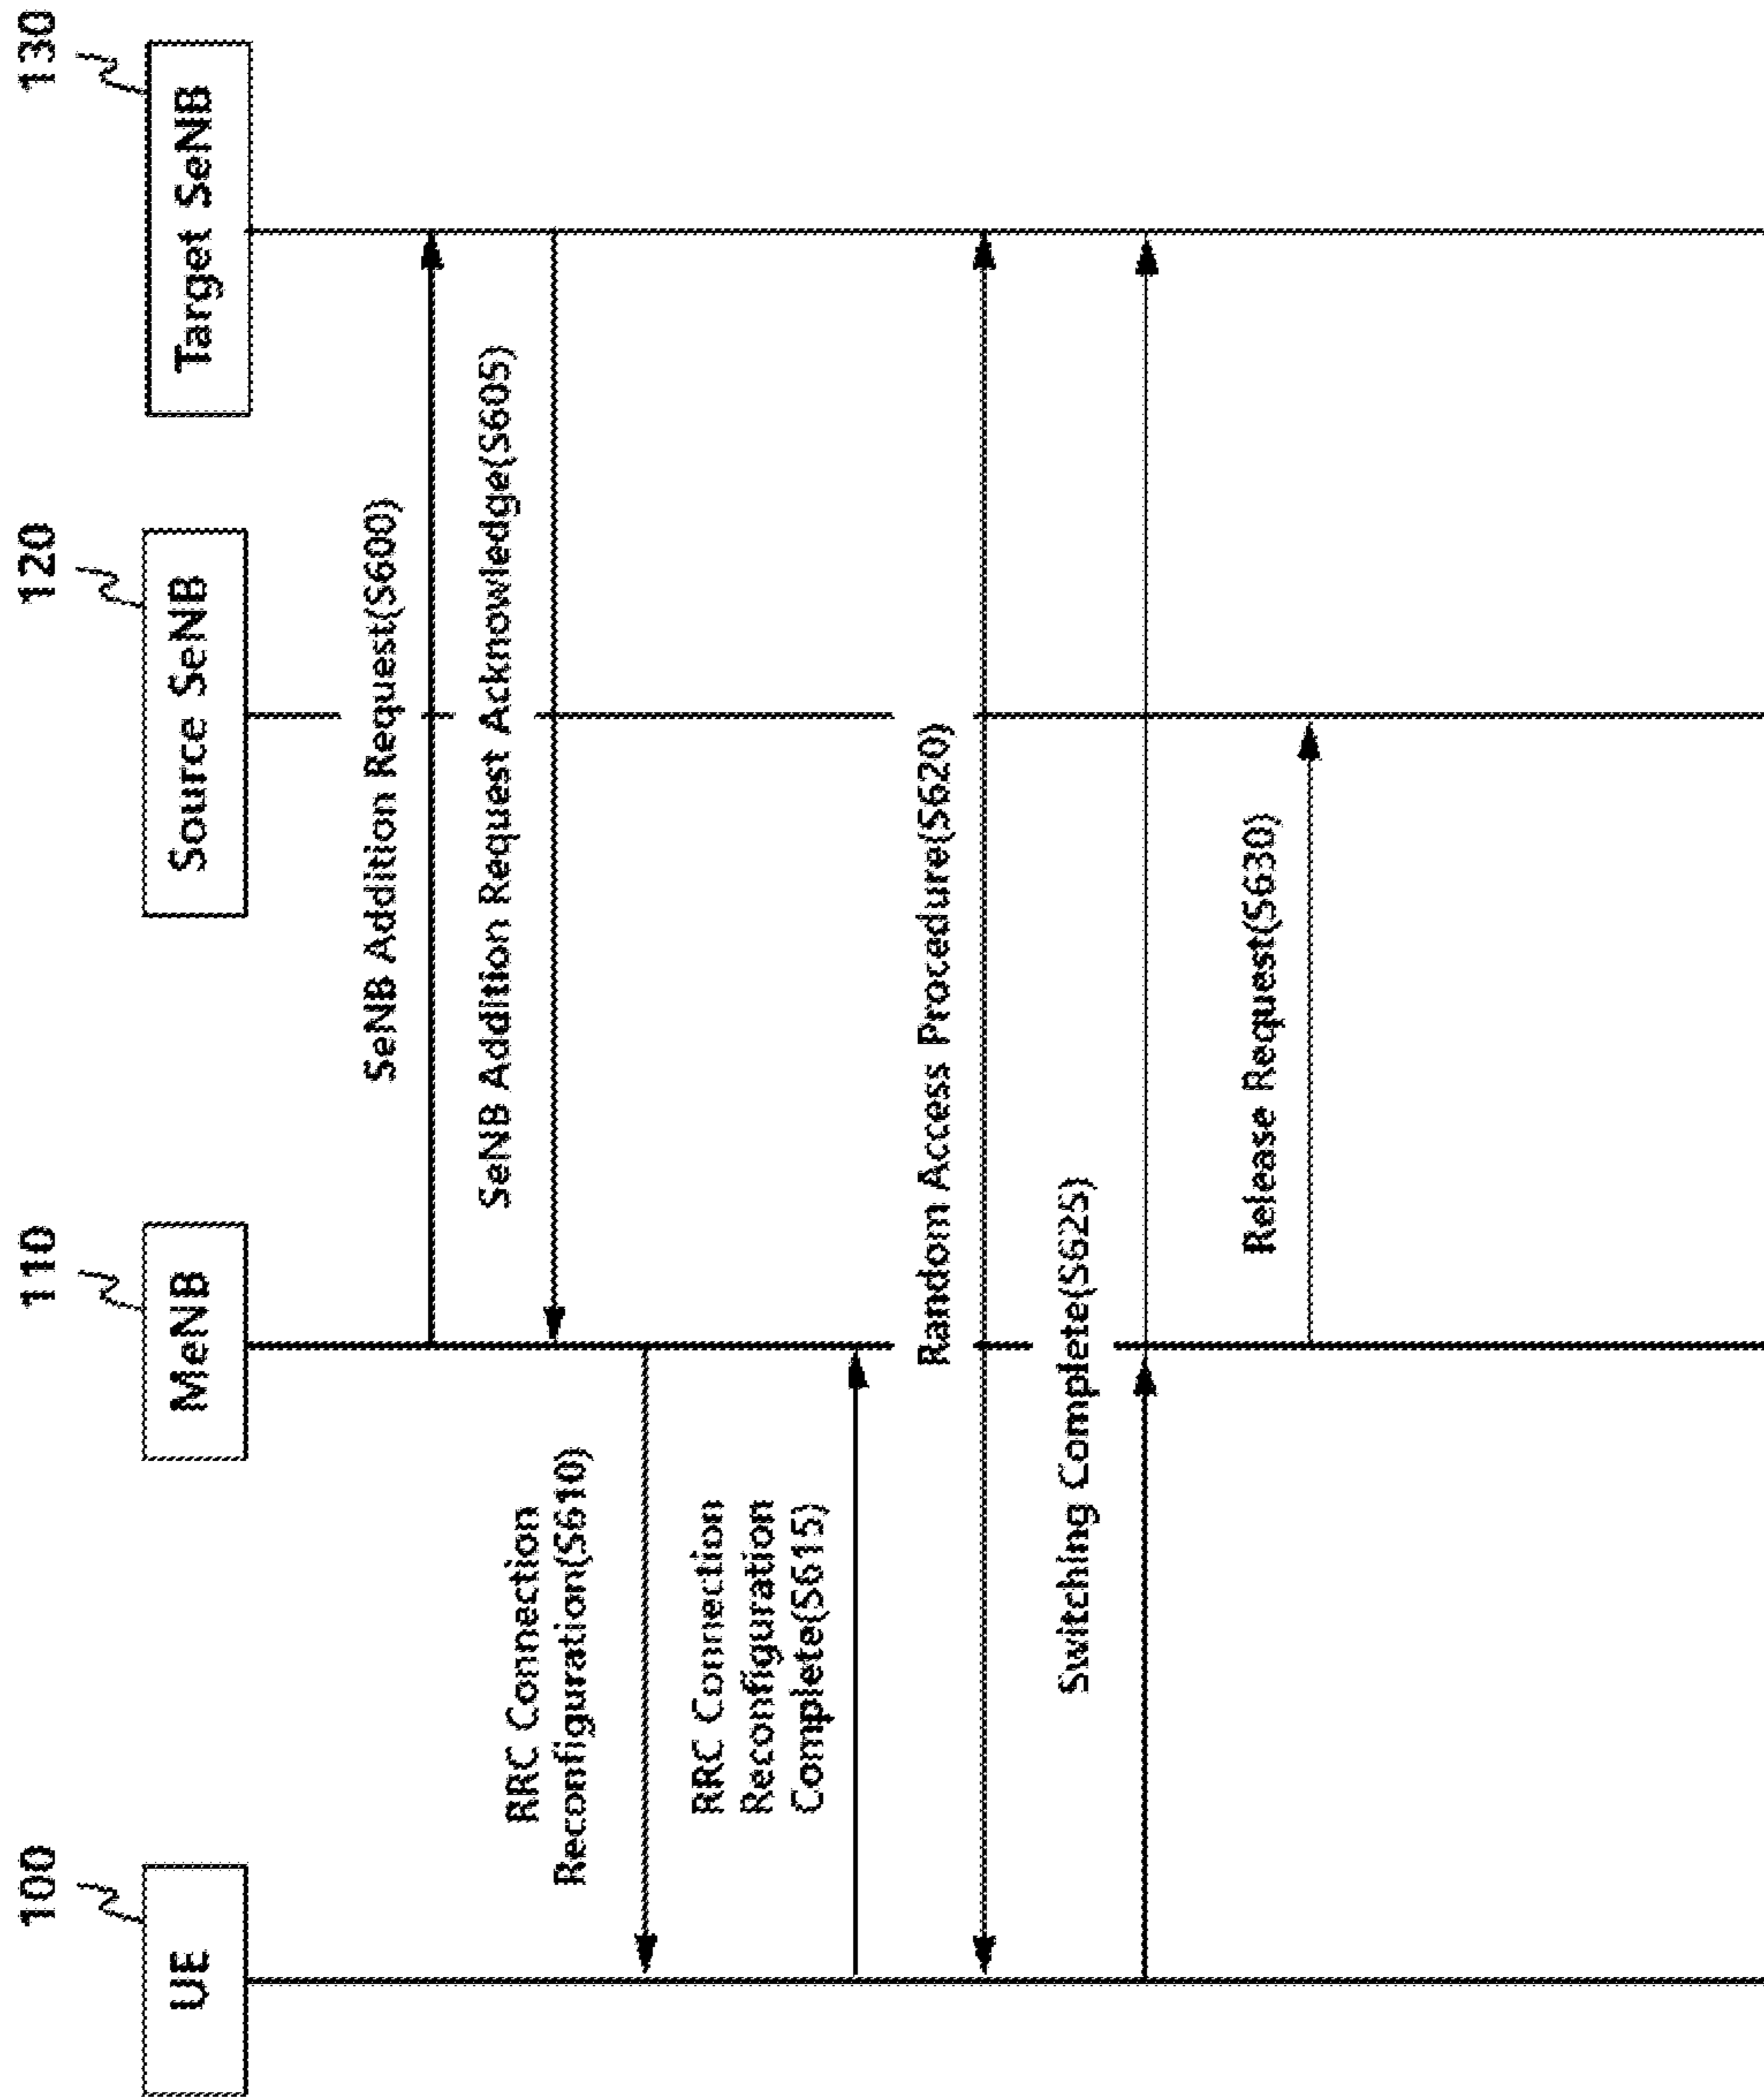 100
110
120
130
UE
MeNB
Source SeNB
Target SeNB
SeNB Addition Request(S600)
SeNB Addition Request Acknowledge(S605)
RRC Connection
Reconfiguration(S610)
RRC Connection
Reconfiguration
Complete(S615)
Random Access Procedure(S620)
Switching Complete(S625)
Release Request(S630)